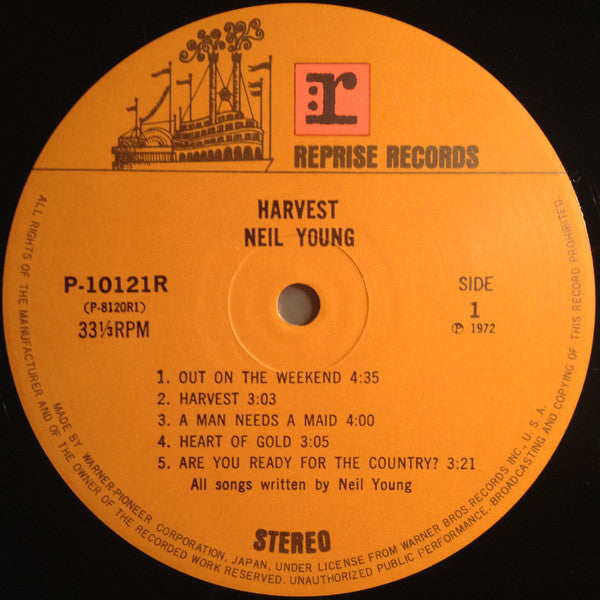 :r
REPRISE RECORDS
HARVEST
NEIL YOUNG
P-10121R
(P-8120R1)
33⅓RPM
SIDE
1
Ⓟ 1972
1. OUT ON THE WEEKEND 4:35
2. HARVEST 3:03
3. A MAN NEEDS A MAID 4:00
4. HEART OF GOLD 3:05
5. ARE YOU READY FOR THE COUNTRY? 3:21
All songs written by Neil Young
STEREO
ALL RIGHTS OF THE MANUFACTURER AND OF THE OWNER OF THE RECORDED WORK RESERVED. UNAUTHORIZED PUBLIC PERFORMANCE,·BROADCASTING AND COPYING OF THIS RECORD PROHIBITED.
MADE BY WARNER-PIONEER CORPORATION, JAPAN, UNDER LICENSE FROM WARNER BROS. RECORDS INC., U. S. A.